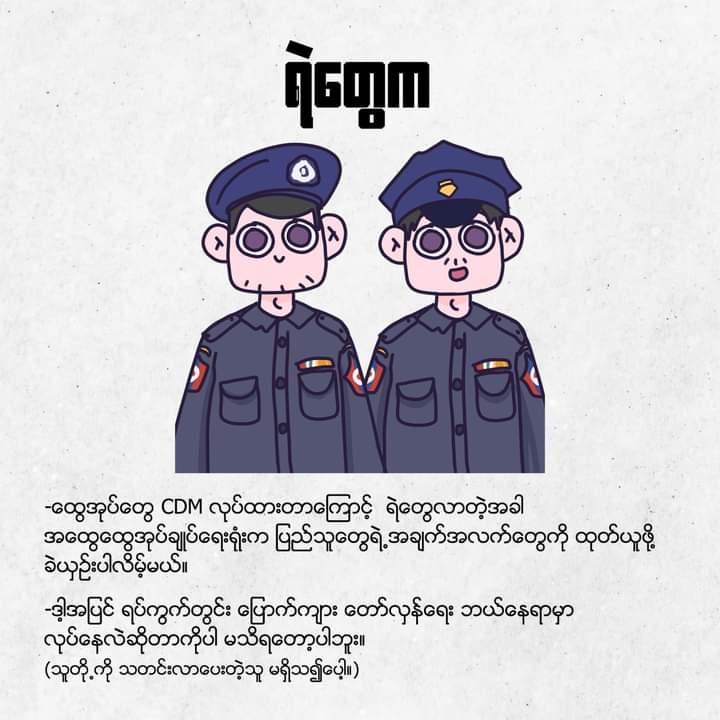 ရဲတွေက
-ထွေအုပ်တွေ CDM လုပ်ထားတာကြောင့် ရဲတွေလာတဲ့အခါ
အထွေထွေအုပ်ချုပ်ရေးရုံးက ပြည်သူတွေရဲ့အချက်အလက်တွေကို ထုတ်ယူဖို့
ခဲယှဉ်းပါလိမ့်မယ်။
-ဒါ့အပြင် ရပ်ကွက်တွင်း ပြောက်ကျား တော်လှန်ရေး ဘယ်နေရာမှာ
လုပ်နေလဲဆိုတာကိုပါ မသိရတော့ပါဘူး။
(သူတို့ကို သတင်းလာပေးတဲ့သူ မရှိသ၍ပေါ့။)